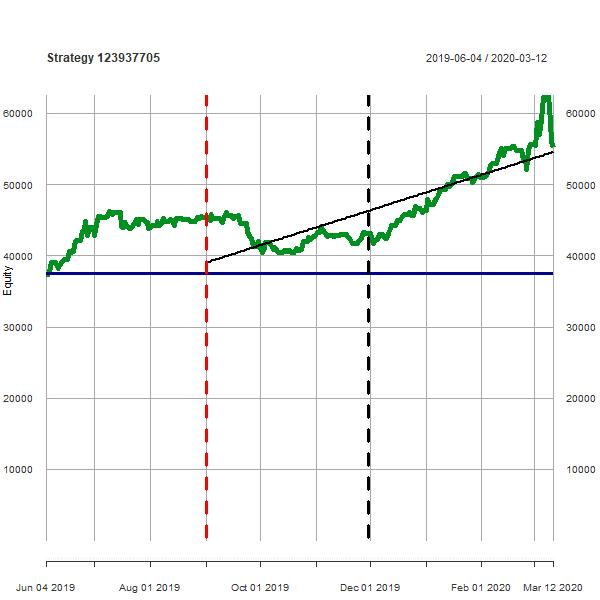 Strategy 123937705
2019-06-04 / 2020-03-12
60000
60000
50000
50000
40000
40000
Equity
30000
30000
20000
20000
10000
10000
Jun 04 2019
Aug 01 2019
Oct 01 2019
Dec 01 2019
Feb 01 2020
Mar 12 2020